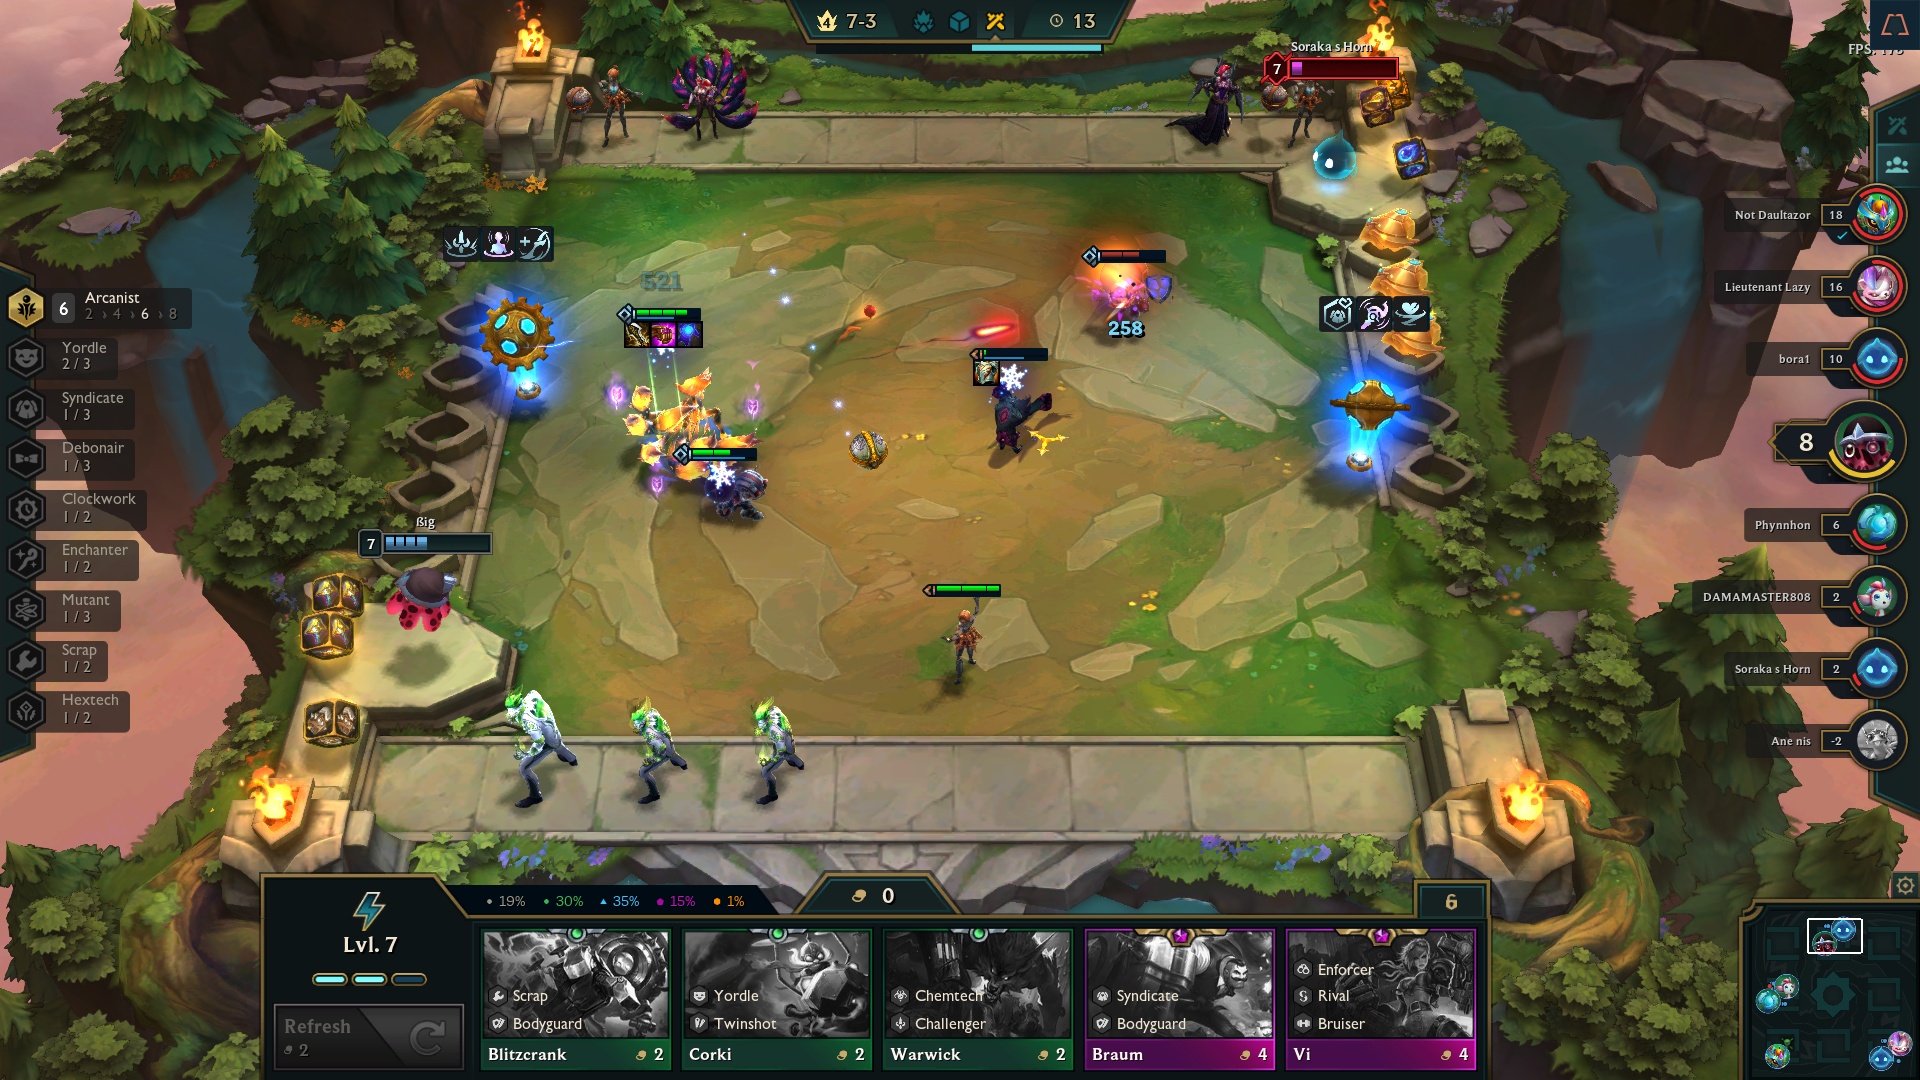 4 7-3 13
Soraka s Horn
7
FPS: 178
Not Daultazor 18
Lieutenant Lazy 16
bora1 10
8
Phynnhon 6
DAMAMASTER808 2
Soraka s Horn 2
Ane nis -2
6 Arcanist
2 › 4 › 6 › 8
Yordle
2 / 3
Syndicate
1 / 3
Debonair
1 / 3
Clockwork
1 / 2
Enchanter
1 / 2
Mutant
1 / 3
Scrap
1 / 2
Hextech
1 / 2
521
258
ßig
7
Lvl. 7
19% 30% 35% 15% 1%
0
6
Refresh
2
Scrap
Bodyguard
Blitzcrank 2
Yordle
Twinshot
Corki 2
Chemtech
Challenger
Warwick 2
Syndicate
Bodyguard
Braum 4
Enforcer
Rival
Bruiser
Vi 4